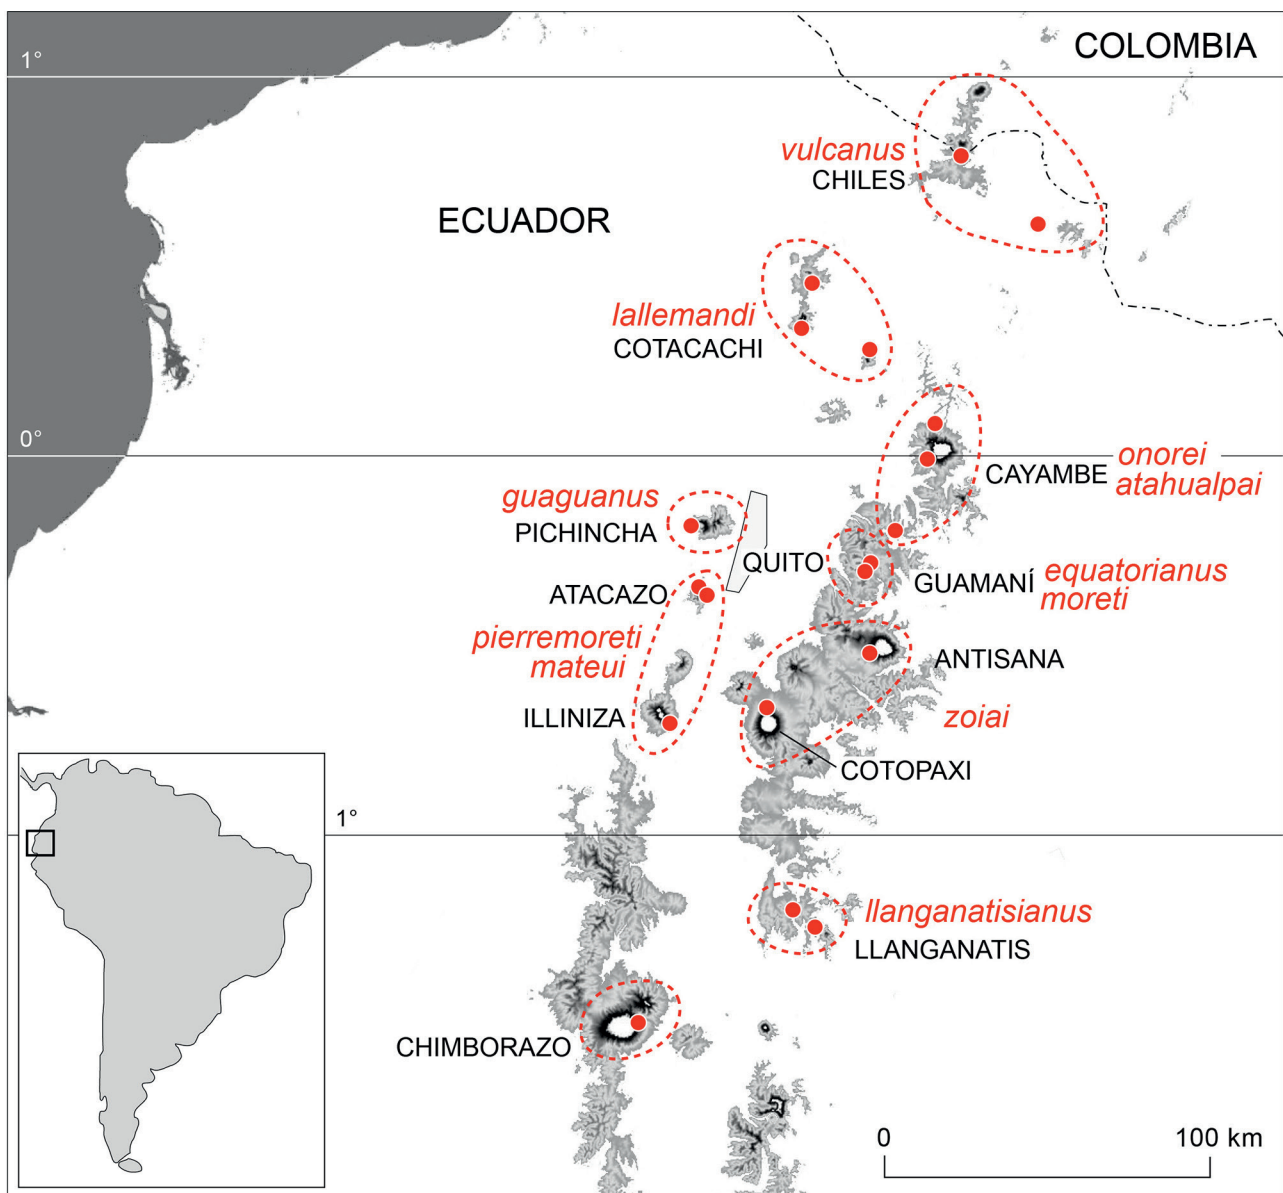 COLOMBIA
1°
vulcanus
CHILES
ECUADOR
lallemandi
COTACACHI
0°
CAYAMBE
onorei
atahualpai
guaguanus
PICHINCHA
QUITO
ATACAZO
GUAMANÍ
equatorianus
moreti
pierremoreti
mateui
ANTISANA
ILLINIZA
zoiai
COTOPAXI
1°
llanganatisianus
LLANGANATIS
CHIMBORAZO
0
100 km